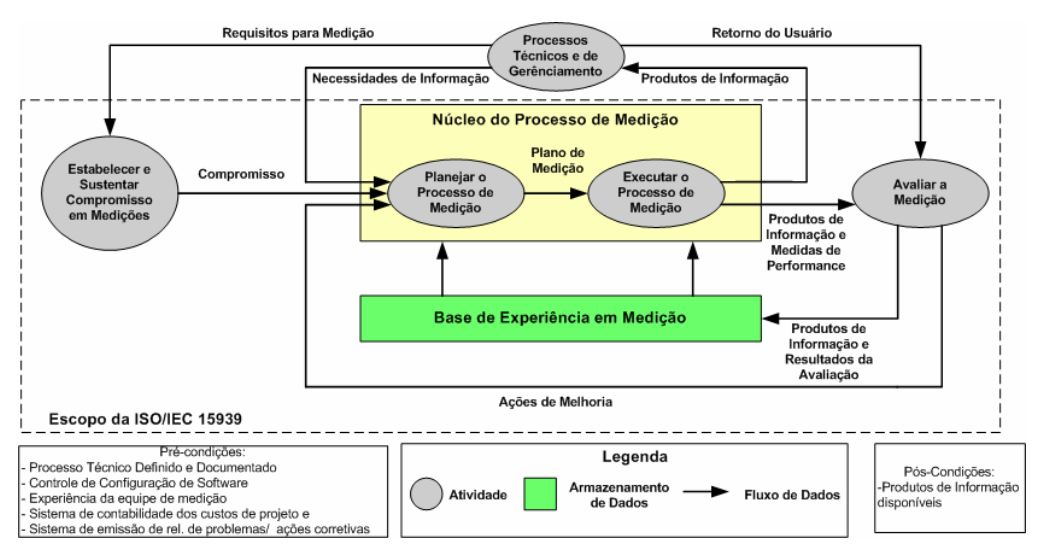 Requisitos para Medição
Processos
Técnicos e de
Gerênciamento
Retorno do Usuário
Necessidades de Informação
Produtos de Informação
Núcleo do Processo de Medição
Estabelecer e
Sustentar
Compromisso
em Medições
Compromisso
Planejar o
Processo de
Medição
Plano de
Medição
Executar o
Processo de
Medição
Avaliar a
Medição
Produtos de
Informação e
Medidas de
Performance
Base de Experiência em Medição
Produtos de
Informação e
Resultados da
Avaliação
Ações de Melhoria
Escopo da ISO/IEC 15939
Pré-condições:
- Processo Técnico Definido e Documentado
- Controle de Configuração de Software
- Experiência da equipe de medição
- Sistema de contabilidade dos custos de projeto e
- Sistema de emissão de rel. de problemas/ ações corretivas
Legenda
Atividade
Armazenamento
de Dados
Fluxo de Dados
Pós-Condições:
-Produtos de Informação
disponíveis